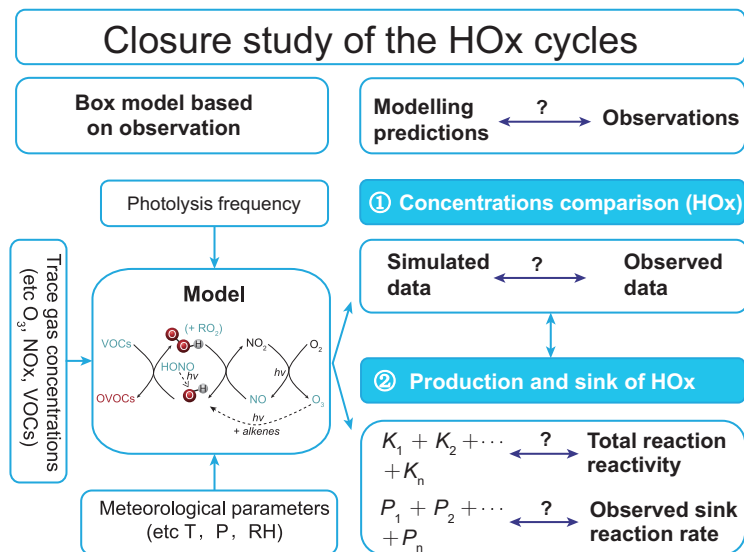 Closure study of the HOx cycles
Box model based
on observation
Modelling
predictions
?
Observations
Photolysis frequency
① Concentrations comparison (HOx)
Trace gas concentrations
(etc O₃, NOx, VOCs)
Model
Simulated
data
?
Observed
data
(+ RO₂)
O
O
H
VOCs
NO₂
O₂
HONO
hv
hv
O
H
OVOCs
NO
O₃
hv
+ alkenes
② Production and sink of HOx
K₁ + K₂ + ···
+ Kₙ
?
Total reaction
reactivity
P₁ + P₂ + ···
+ Pₙ
?
Observed sink
reaction rate
Meteorological parameters
(etc T, P, RH)